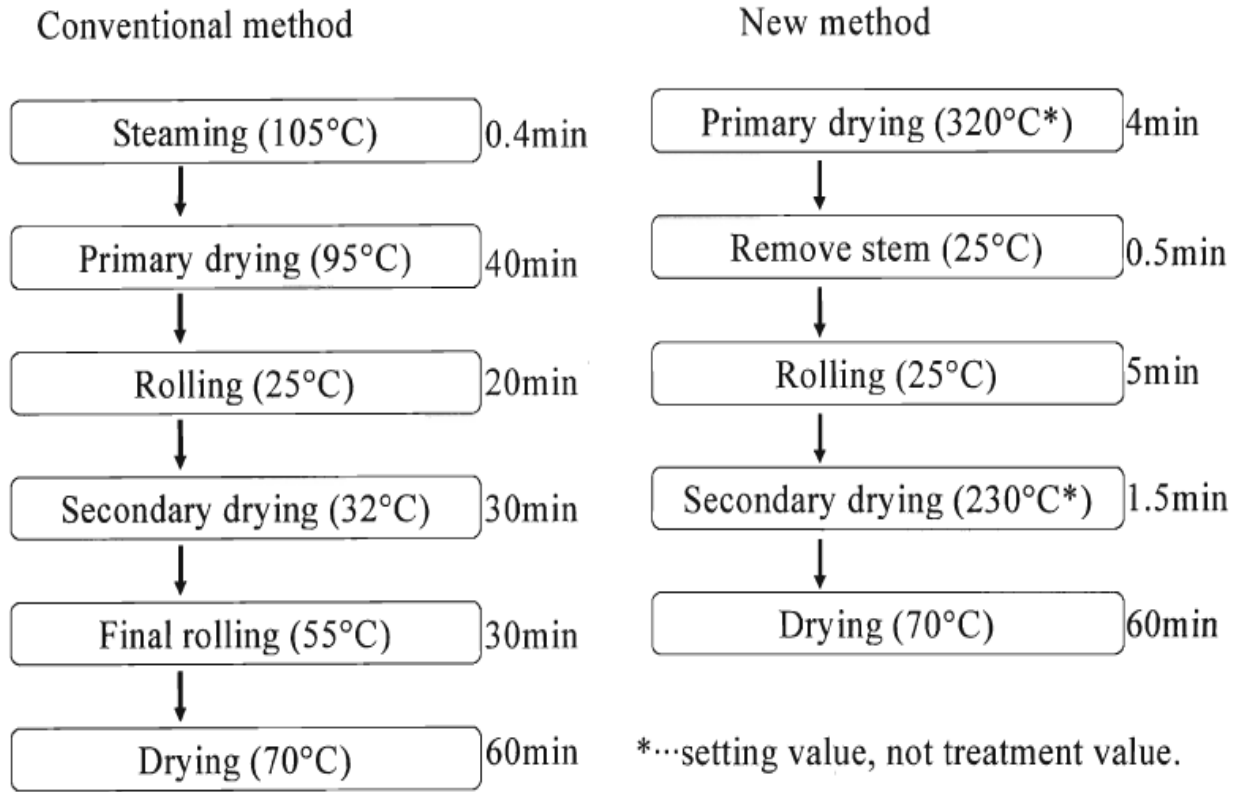 Conventional method
Steaming (105°C) 0.4min
Primary drying (95°C) 40min
Rolling (25°C) 20min
Secondary drying (32°C) 30min
Final rolling (55°C) 30min
Drying (70°C) 60min
New method
Primary drying (320°C*) 4min
Remove stem (25°C) 0.5min
Rolling (25°C) 5min
Secondary drying (230°C*) 1.5min
Drying (70°C) 60min
*···setting value, not treatment value.